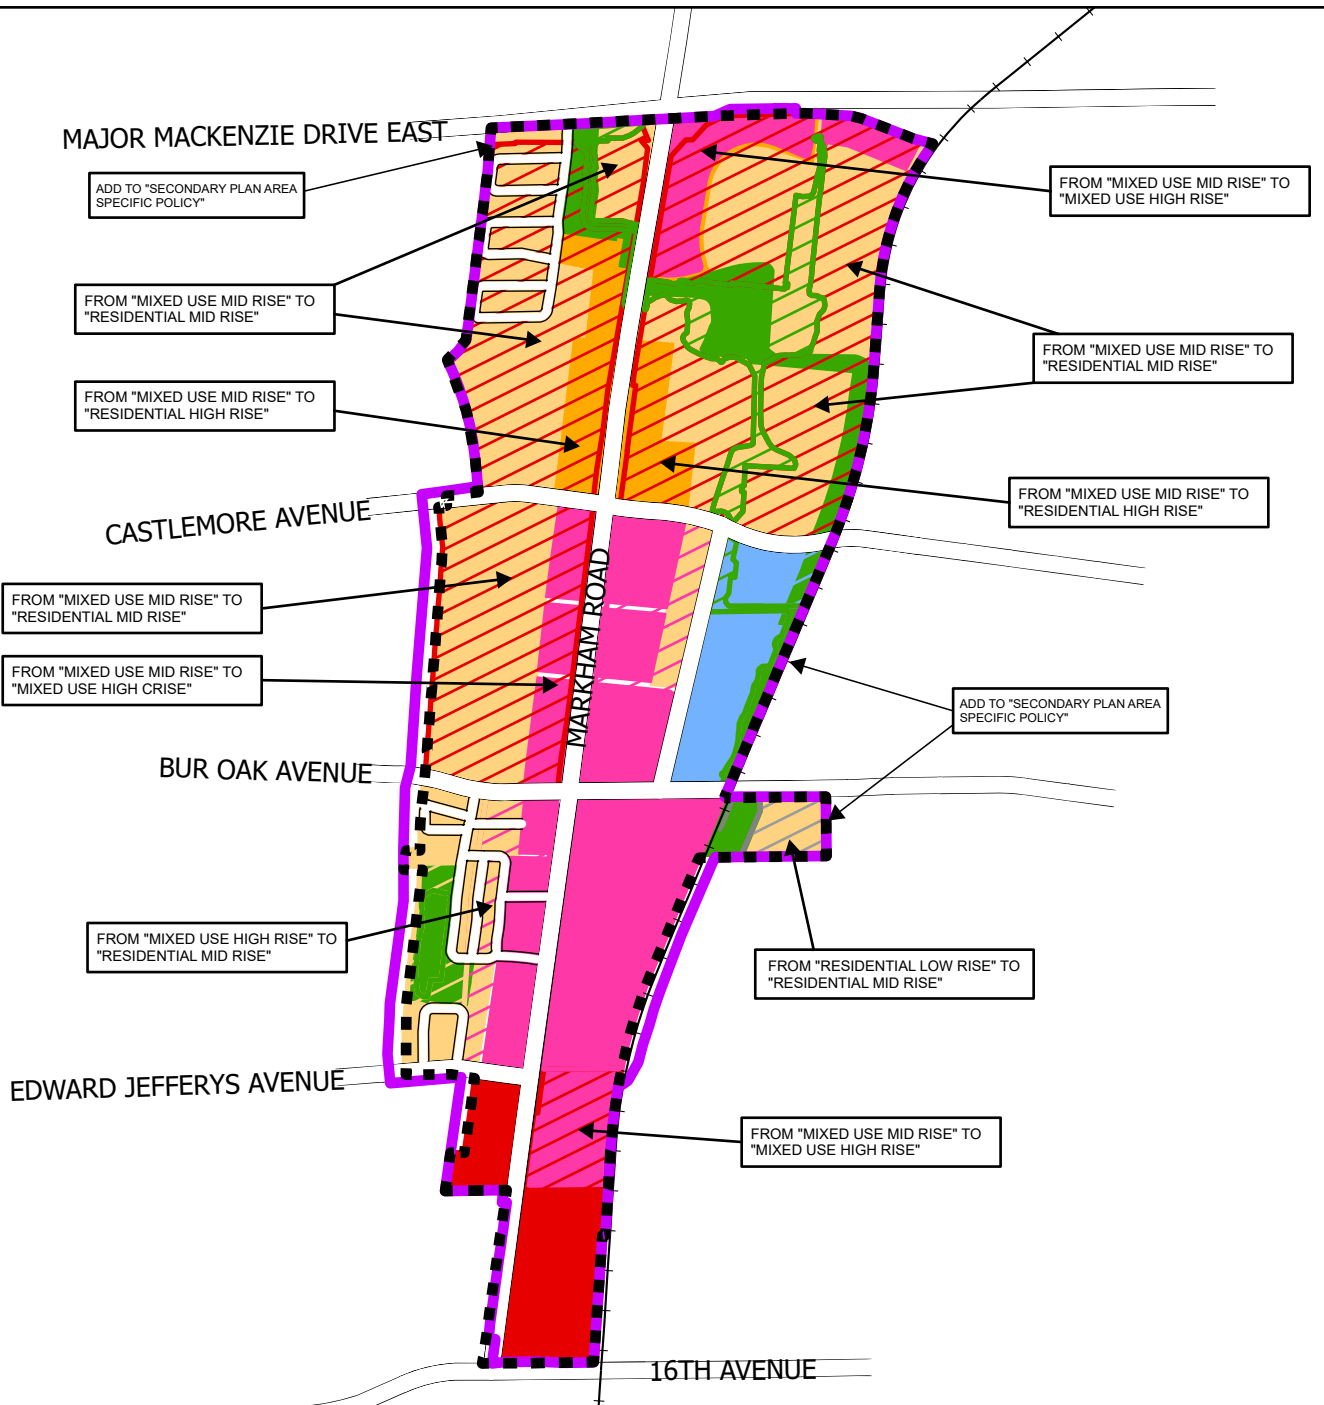 MAJOR MACKENZIE DRIVE EAST
ADD TO "SECONDARY PLAN AREA
SPECIFIC POLICY"
FROM "MIXED USE MID RISE" TO
"MIXED USE HIGH RISE"
FROM "MIXED USE MID RISE" TO
"RESIDENTIAL MID RISE"
FROM "MIXED USE MID RISE" TO
"RESIDENTIAL MID RISE"
FROM "MIXED USE MID RISE" TO
"RESIDENTIAL HIGH RISE"
FROM "MIXED USE MID RISE" TO
"RESIDENTIAL HIGH RISE"
CASTLEMORE AVENUE
MARKHAM ROAD
FROM "MIXED USE MID RISE" TO
"RESIDENTIAL MID RISE"
FROM "MIXED USE MID RISE" TO
"MIXED USE HIGH CRISE"
ADD TO "SECONDARY PLAN AREA
SPECIFIC POLICY"
BUR OAK AVENUE
FROM "MIXED USE HIGH RISE" TO
"RESIDENTIAL MID RISE"
FROM "RESIDENTIAL LOW RISE" TO
"RESIDENTIAL MID RISE"
EDWARD JEFFERYS AVENUE
FROM "MIXED USE MID RISE" TO
"MIXED USE HIGH RISE"
16TH AVENUE